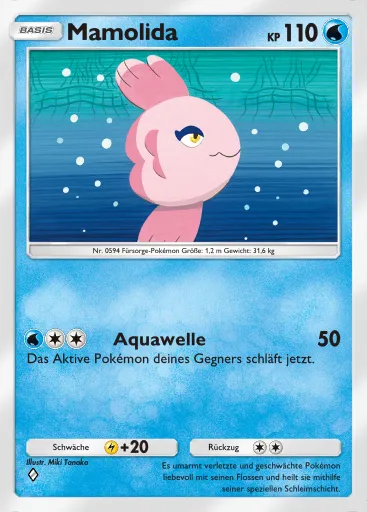 BASIS Mamolida KP 110
Nr. 0594 Fürsorge-Pokémon Größe: 1,2 m Gewicht: 31,6 kg
Aquawelle 50
Das Aktive Pokémon deines Gegners schläft jetzt.
Schwäche +20 Rückzug
Illustr. Miki Tanaka
Es umarmt verletzte und geschwächte Pokémon
liebevoll mit seinen Flossen und heilt sie mithilfe
seiner speziellen Schleimschicht.